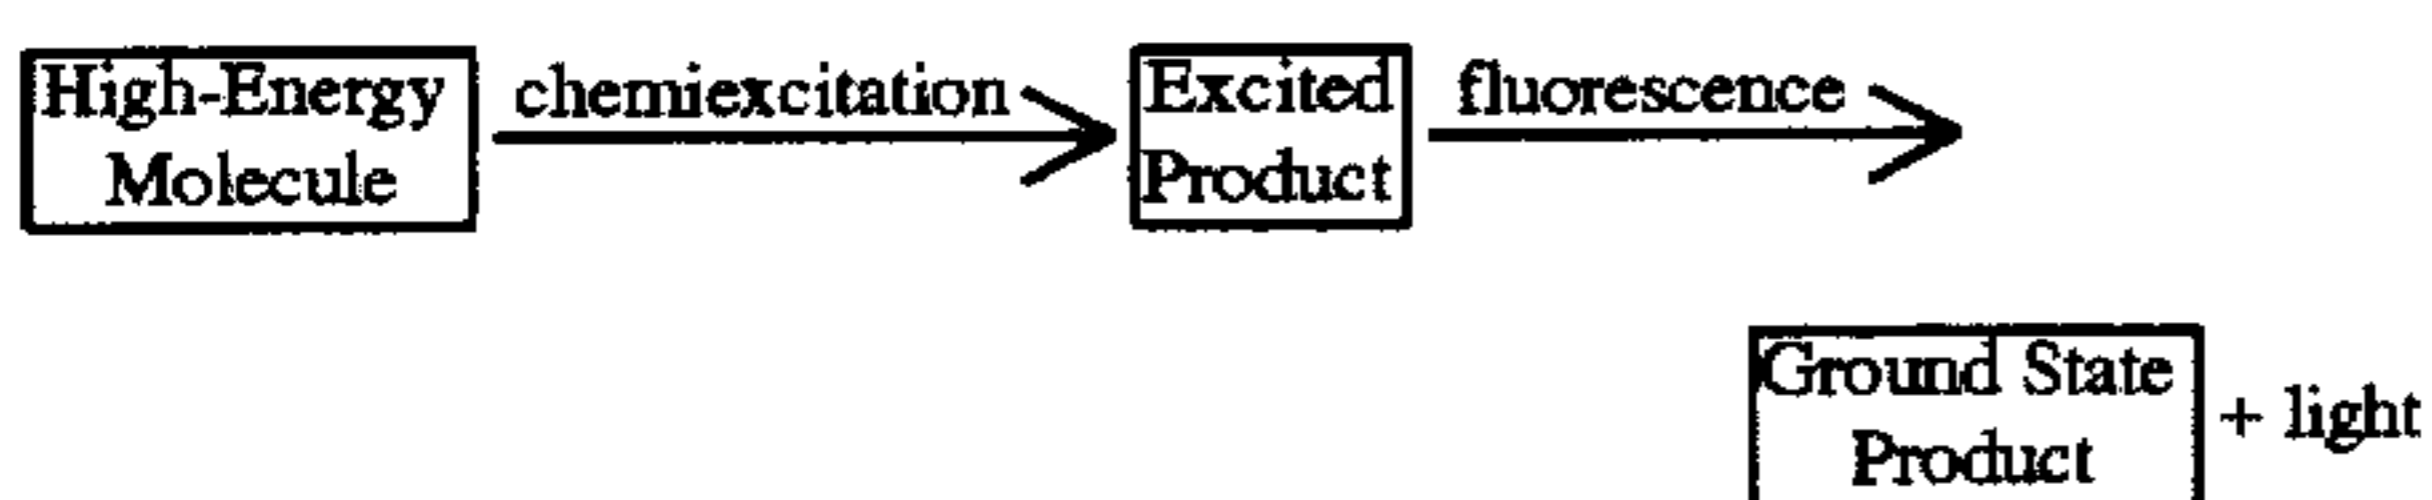 High-Energy
Molecule
chemiexcitation
Excited
Product
fluorescence
Ground State
Product
+ light